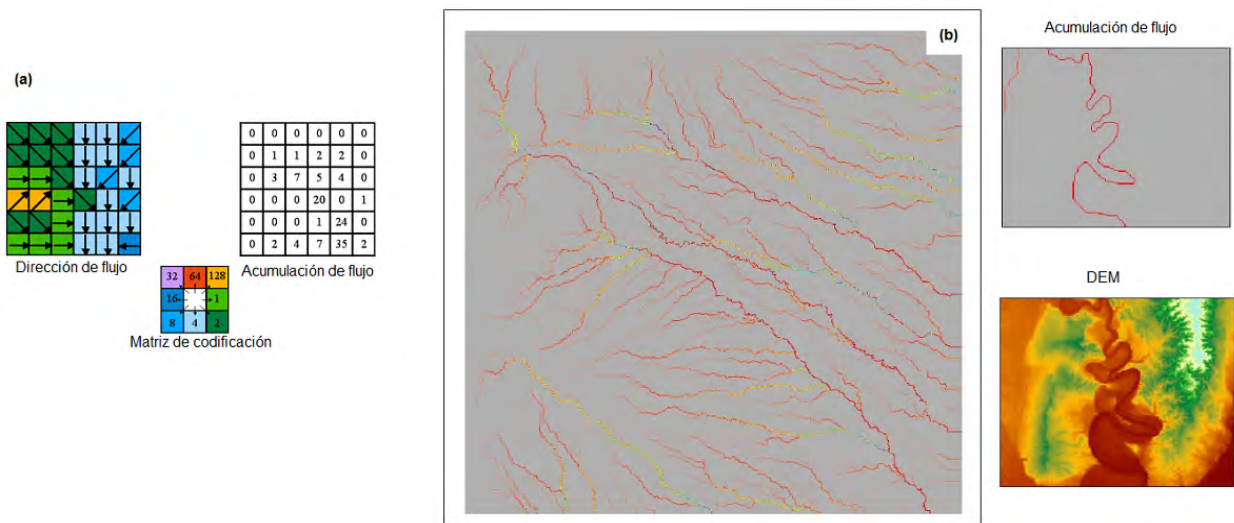 (a)
Dirección de flujo
0 0 0 0 0 0
0 1 1 2 2 0
0 3 7 5 4 0
0 0 0 20 0 1
0 0 0 1 24 0
0 2 4 7 35 2
Acumulación de flujo
32 64 128
16 1
8 4 2
Matriz de codificación
(b)
Acumulación de flujo
DEM